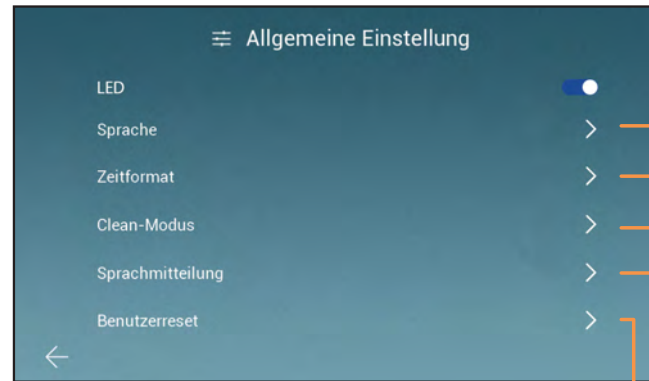 Allgemeine Einstellung
LED
Sprache
Zeitformat
Clean-Modus
Sprachmitteilung
Benutzerreset